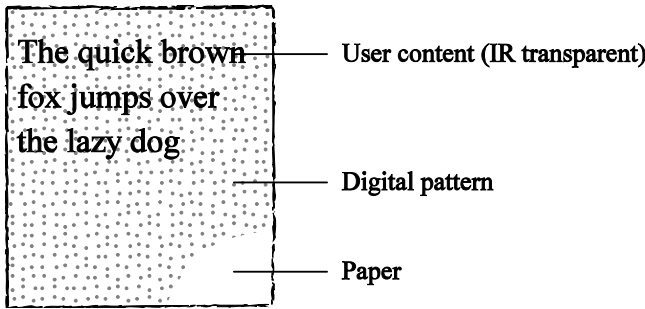 The quick brown
fox jumps over
the lazy dog
User content (IR transparent)
Digital pattern
Paper